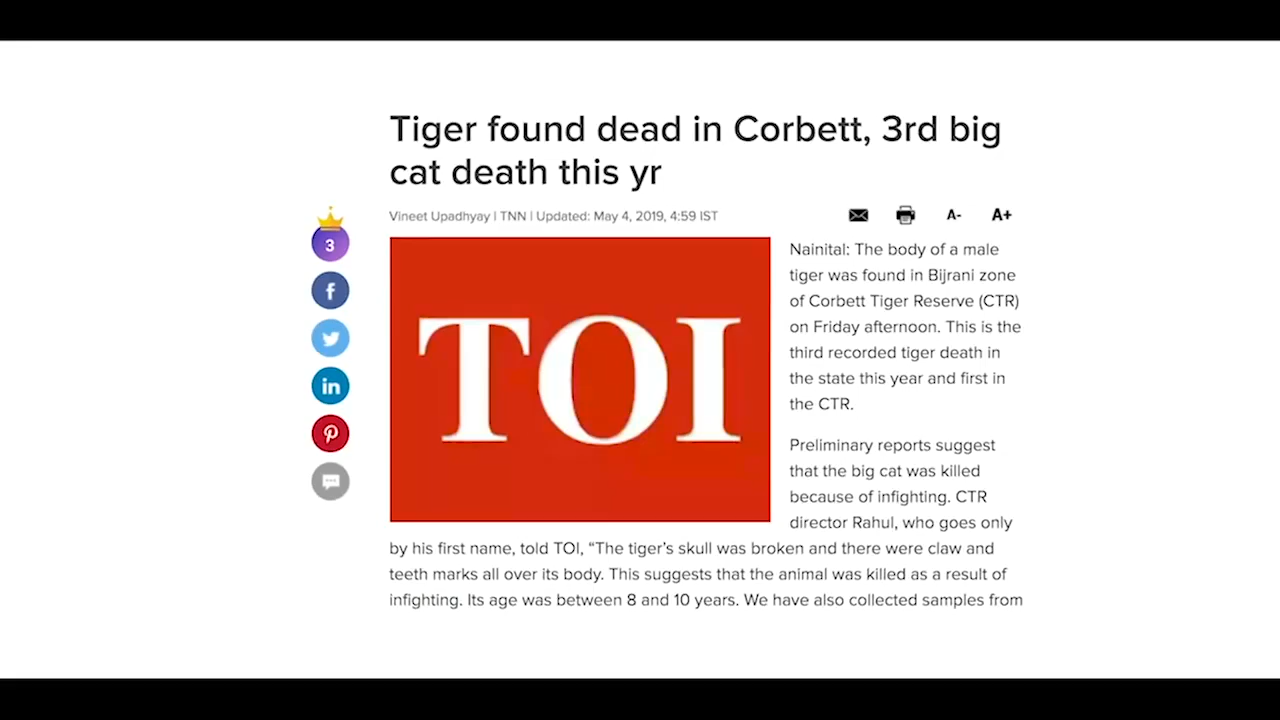 Tiger found dead in Corbett, 3rd big
cat death this yr
Vineet Upadhyay | TNN | Updated: May 4, 2019, 4:59 IST
A-
A+
3
f
in
TOI
Nainital: The body of a male
tiger was found in Bijrani zone
of Corbett Tiger Reserve (CTR)
on Friday afternoon. This is the
third recorded tiger death in
the state this year and first in
the CTR.
Preliminary reports suggest
that the big cat was killed
because of infighting. CTR
director Rahul, who goes only
by his first name, told TOI, “The tiger’s skull was broken and there were claw and
teeth marks all over its body. This suggests that the animal was killed as a result of
infighting. Its age was between 8 and 10 years. We have also collected samples from